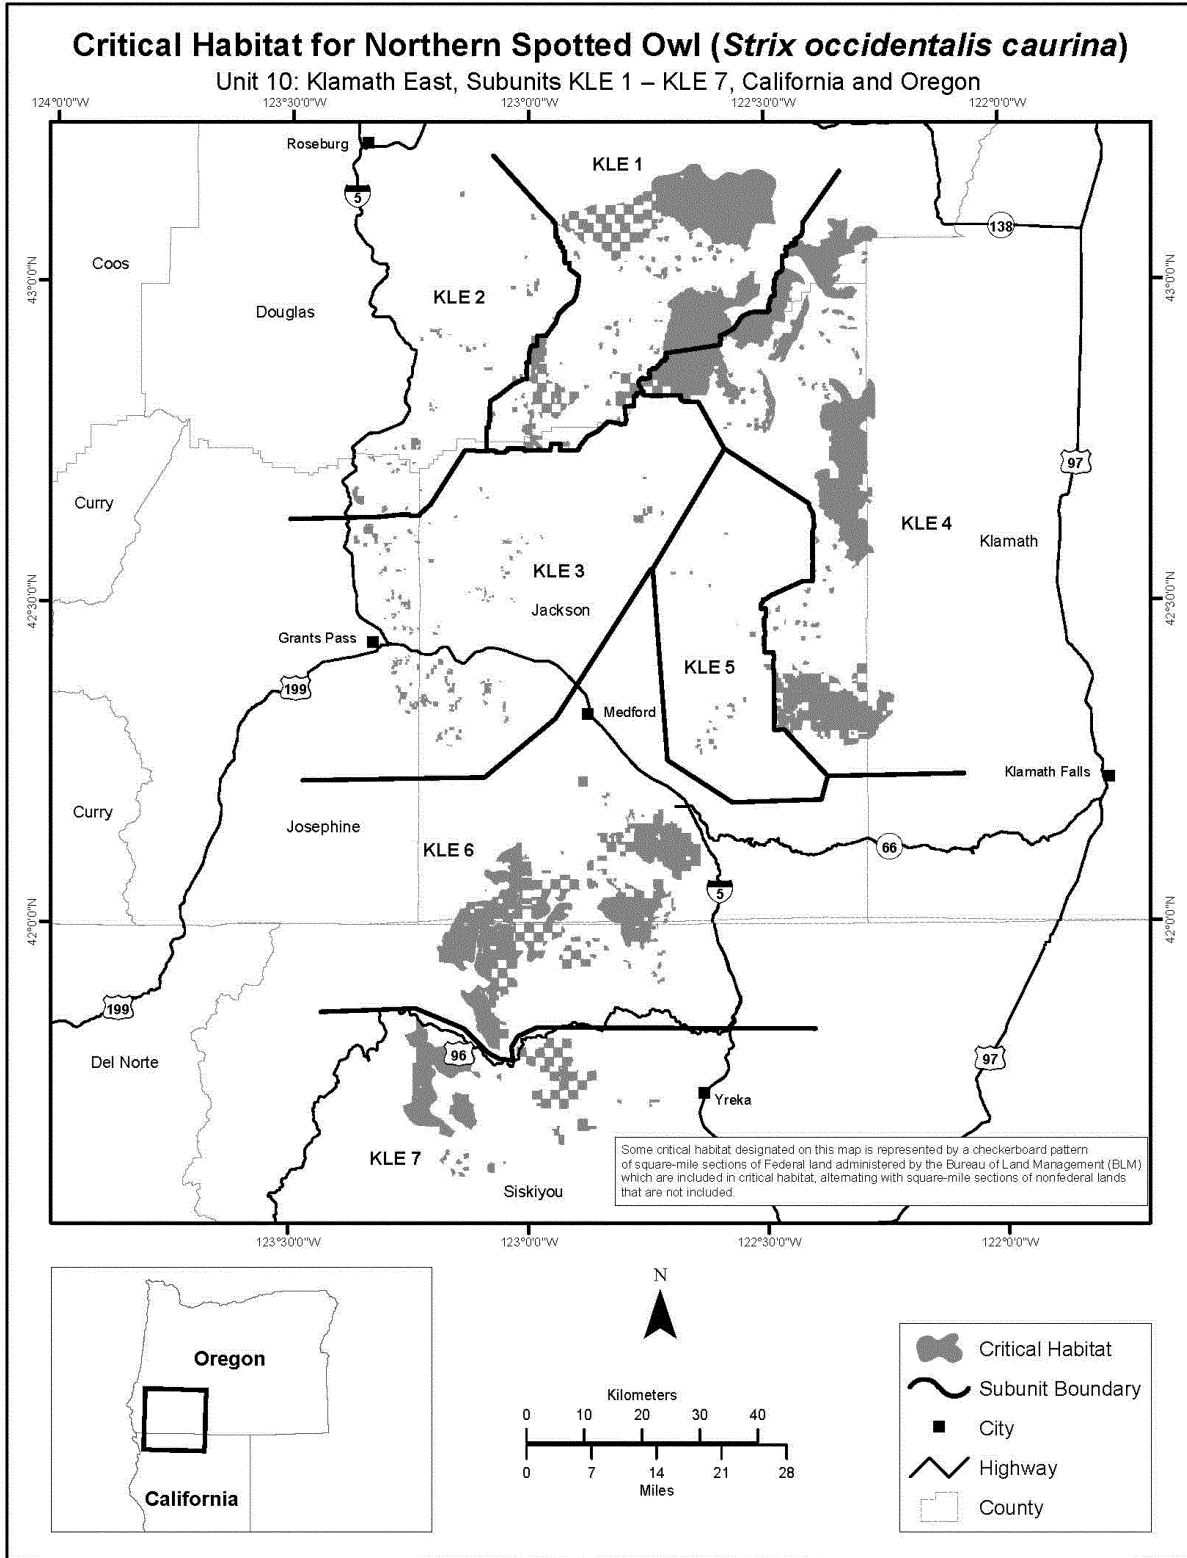 Critical Habitat for Northern Spotted Owl (Strix occidentalis caurina)
Unit 10: Klamath East, Subunits KLE 1 – KLE 7, California and Oregon
124°0'0"W 123°30'0"W 123°0'0"W 122°30'0"W 122°0'0"W
Roseburg
KLE 1
5
138
Coos
43°0'0"N
43°0'0"N
KLE 2
Douglas
97
Curry
KLE 4
Klamath
KLE 3
42°30'0"N
42°30'0"N
Jackson
Grants Pass
KLE 5
199
Medford
Klamath Falls
Curry
Josephine
KLE 6
66
5
42°0'0"N
42°0'0"N
199
96
97
Del Norte
Yreka
KLE 7
Siskiyou
Some critical habitat designated on this map is represented by a checkerboard pattern
of square-mile sections of Federal land administered by the Bureau of Land Management (BLM)
which are included in critical habitat, alternating with square-mile sections of nonfederal lands
that are not included.
123°30'0"W 123°0'0"W 122°30'0"W 122°0'0"W
N
Oregon
California
Kilometers
0 10 20 30 40
0 7 14 21 28
Miles
Critical Habitat
Subunit Boundary
City
Highway
County